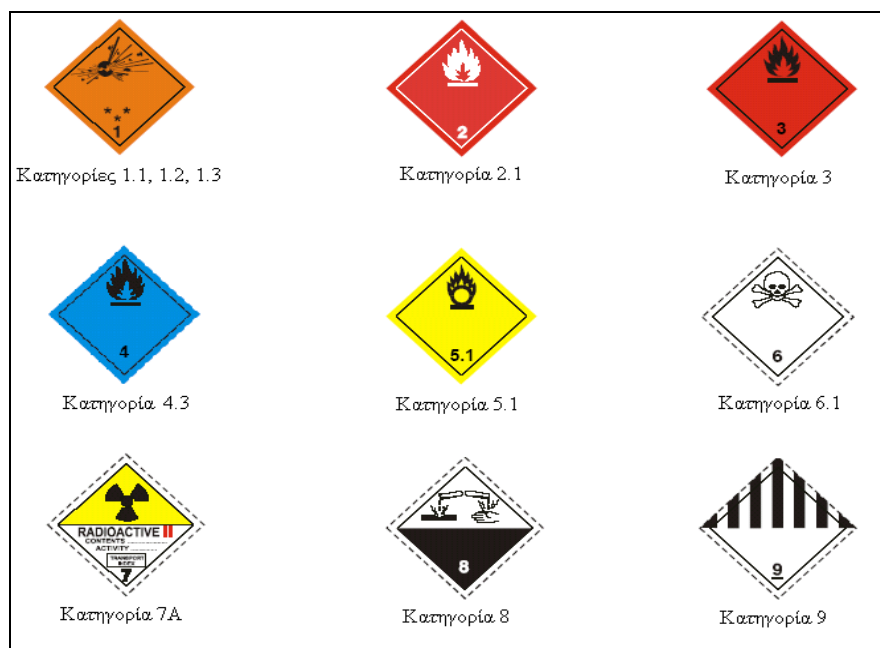 1
2
3
Κατηγορίες 1.1, 1.2, 1.3
Κατηγορία 2.1
Κατηγορία 3
4
5.1
6
Κατηγορία 4.3
Κατηγορία 5.1
Κατηγορία 6.1
RADIOACTIVE II
CONTENTS
ACTIVITY
TRANSPORT
INDEX
7
8
9
Κατηγορία 7Α
Κατηγορία 8
Κατηγορία 9